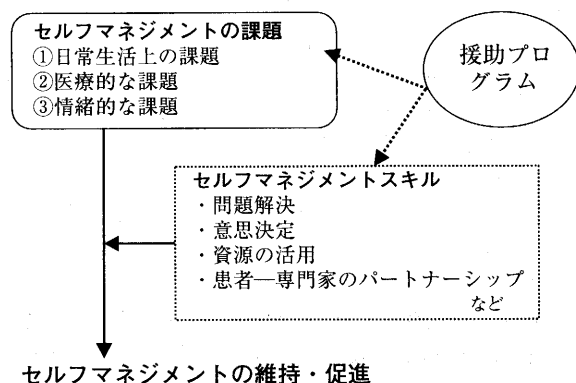 セルフマネジメントの課題
①日常生活上の課題
②医療的な課題
③情緒的な課題
援助プロ
グラム
セルフマネジメントスキル
・問題解決
・意思決定
・資源の活用
・患者―専門家のパートナーシップ
など
セルフマネジメントの維持・促進